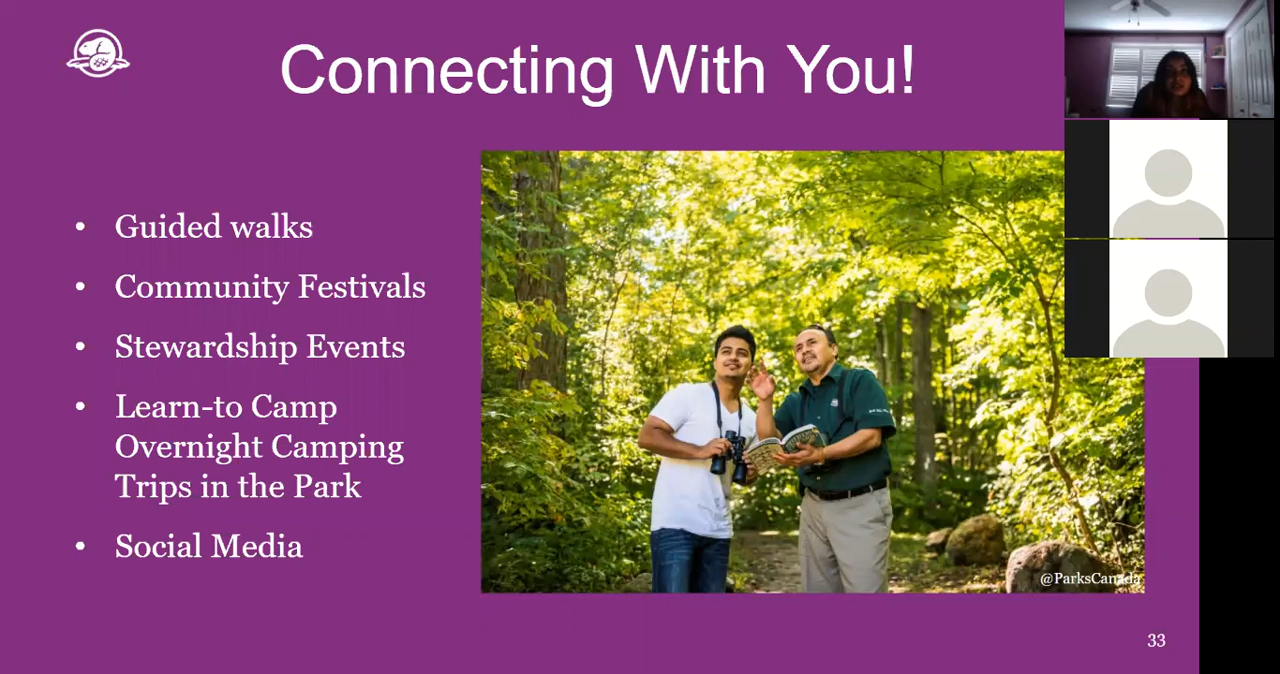 Connecting With You!
• Guided walks
• Community Festivals
• Stewardship Events
• Learn-to Camp
Overnight Camping
Trips in the Park
• Social Media
@ParksCanada
33